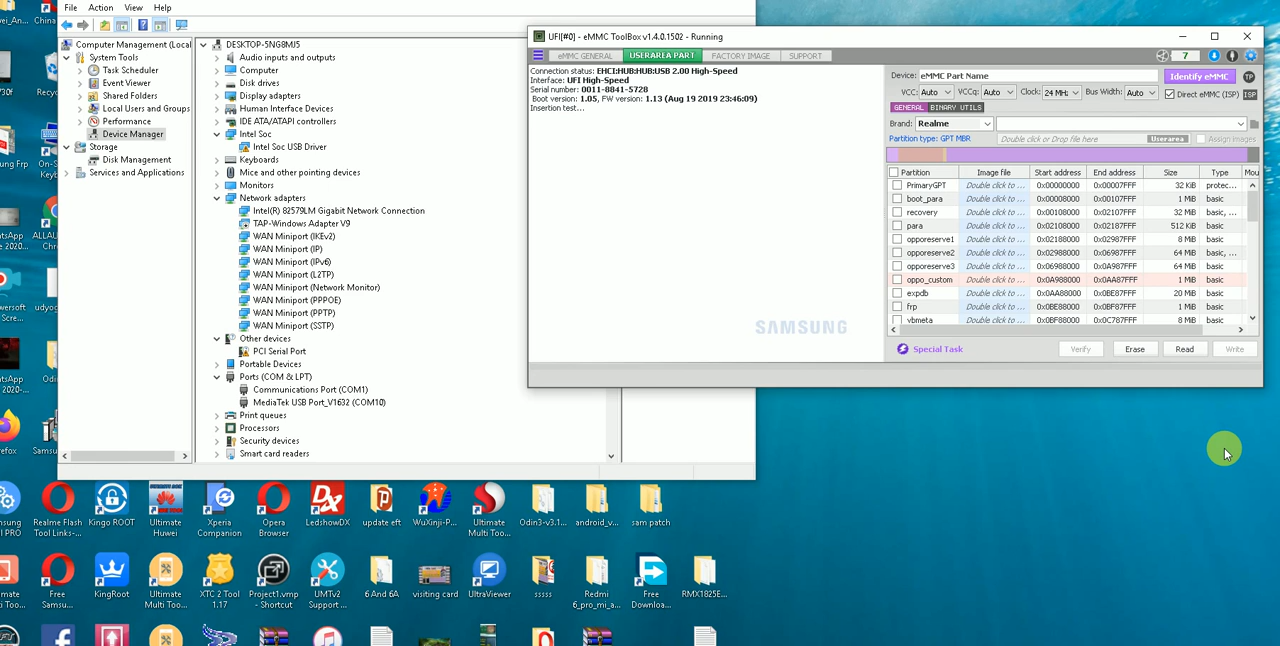 File Action View Help
Computer Management (Local
System Tools
Task Scheduler
Event Viewer
Shared Folders
Local Users and Groups
Performance
Device Manager
Storage
Disk Management
Services and Applications
DESKTOP-5NG8MJ5
Audio inputs and outputs
Computer
Disk drives
Display adapters
Human Interface Devices
IDE ATA/ATAPI controllers
Intel Soc
Intel Soc USB Driver
Keyboards
Mice and other pointing devices
Monitors
Network adapters
Intel(R) 82579LM Gigabit Network Connection
TAP-Windows Adapter V9
WAN Miniport (IKEv2)
WAN Miniport (IP)
WAN Miniport (IPv6)
WAN Miniport (L2TP)
WAN Miniport (Network Monitor)
WAN Miniport (PPPOE)
WAN Miniport (PPTP)
WAN Miniport (SSTP)
Other devices
PCI Serial Port
Portable Devices
Ports (COM & LPT)
Communications Port (COM1)
MediaTek USB Port_V1632 (COM10)
Print queues
Processors
Security devices
Smart card readers
UFI[#0] - eMMC ToolBox v1.4.0.1502 - Running
eMMC GENERAL USERAREA PART FACTORY IMAGE SUPPORT 7
Connection status: EHCI:HUB:HUB:USB 2.00 High-Speed
Interface: UFI High-Speed
Serial number: 0011-8841-5728
Boot version: 1.05, FW version: 1.13 (Aug 19 2019 23:46:09)
Insertion test...
SAMSUNG
Device: eMMC Part Name Identify eMMC TP
VCC: Auto VCCq: Auto Clock: 24 MHz Bus Width: Auto Direct eMMC (ISP) ISP
GENERAL BINARY UTILS
Brand: Realme
Partition type: GPT MBR Double click or Drop file here Userarea Assign Images
Partition Image file Start address End address Size Type Mou
PrimaryGPT Double click to ... 0x00000000 0x00007FFF 32 KiB protec...
boot_para Double click to ... 0x00008000 0x00107FFF 1 MiB basic
recovery Double click to ... 0x00108000 0x02107FFF 32 MiB basic, ...
para Double click to ... 0x02108000 0x02187FFF 512 KiB basic
opporeserve1 Double click to ... 0x02188000 0x02987FFF 8 MiB basic
opporeserve2 Double click to ... 0x02988000 0x06987FFF 64 MiB basic, ...
opporeserve3 Double click to ... 0x06988000 0x0A987FFF 64 MiB basic
oppo_custom Double click to ... 0x0A988000 0x0AA87FFF 1 MiB basic
expdb Double click to ... 0x0AA88000 0x0BE87FFF 20 MiB basic
frp Double click to ... 0x0BE88000 0x0BF87FFF 1 MiB basic
vbmeta Double click to ... 0x0BF88000 0x0C787FFF 8 MiB basic
Special Task Verify Erase Read Write
Realme Flash Tool Links-...
Kingo ROOT
Ultimate Huwei
Xperia Companion
Opera Browser
LedshowDX
update eft
WuXinji-P...
Ultimate Multi Too...
Odin3-v3.1...
android_v...
sam patch
Free Samsu...
KingRoot
Ultimate Multi Too...
XTC 2 Tool 1.17
Project1.vmp - Shortcut
UMTv2 Support ...
6 And 6A
visiting card
UltraViewer
sssss
Redmi 6_pro_mi_a...
Free Downloa...
RMX1825E...